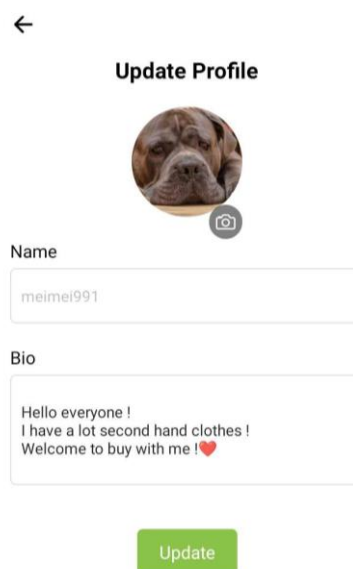 Update Profile
Name
meimei991
Bio
Hello everyone !
I have a lot second hand clothes !
Welcome to buy with me !❤️
Update